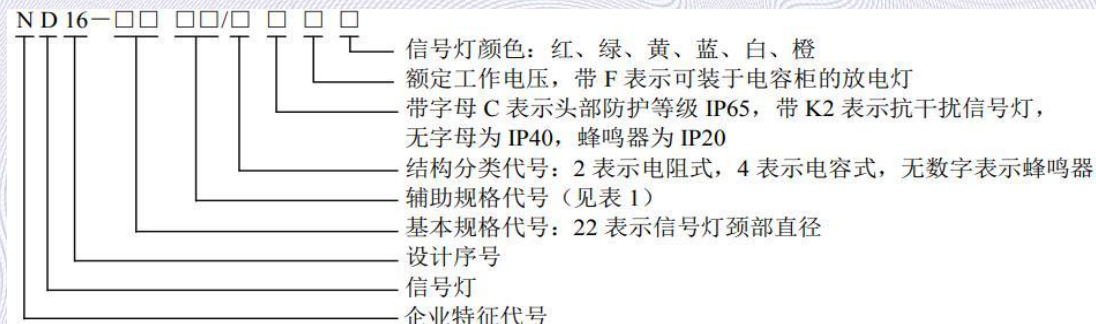 ND16-□□ □□/□ □ □ □
信号灯颜色：红、绿、黄、蓝、白、橙
额定工作电压，带 F 表示可装于电容柜的放电灯
带字母 C 表示头部防护等级 IP65，带 K2 表示抗干扰信号灯，
无字母为 IP40，蜂鸣器为 IP20
结构分类代号：2 表示电阻式，4 表示电容式，无数字表示蜂鸣器
辅助规格代号（见表 1）
基本规格代号：22 表示信号灯颈部直径
设计序号
信号灯
企业特征代号